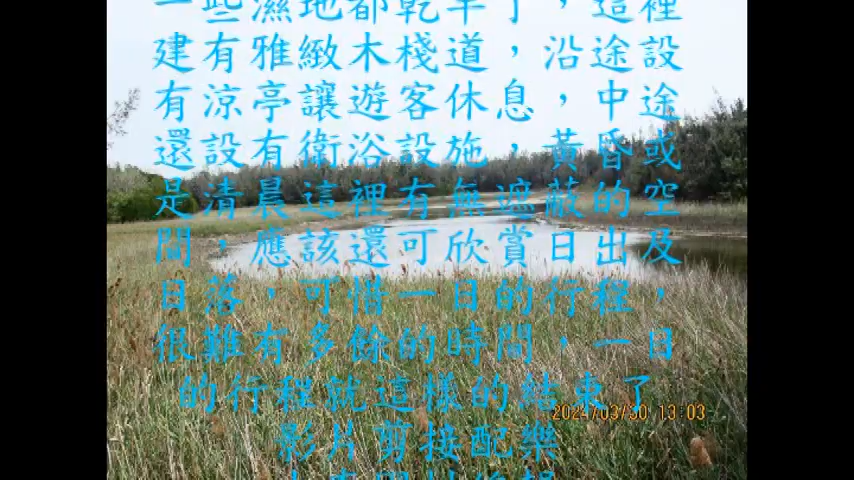 一些濕地都乾旱了，這裡
建有雅緻木棧道，沿途設
有涼亭讓遊客休息，中途
還設有衛浴設施，黃昏或
是清晨這裡有無遮蔽的空
間，應該還可欣賞日出及
日落，可惜一日的行程，
很難有多餘的時間，一日
的行程就這樣的結束了
2024/03/30 13:03
影片剪接配樂